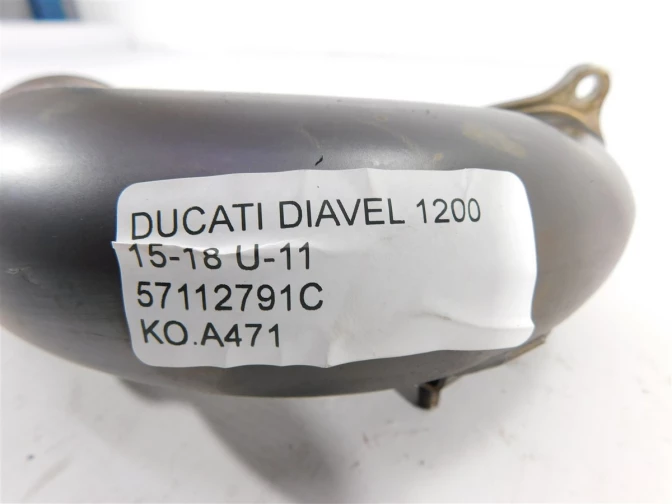 DUCATI DIAVEL 1200
15-18 U-11
57112791C
KO.A471